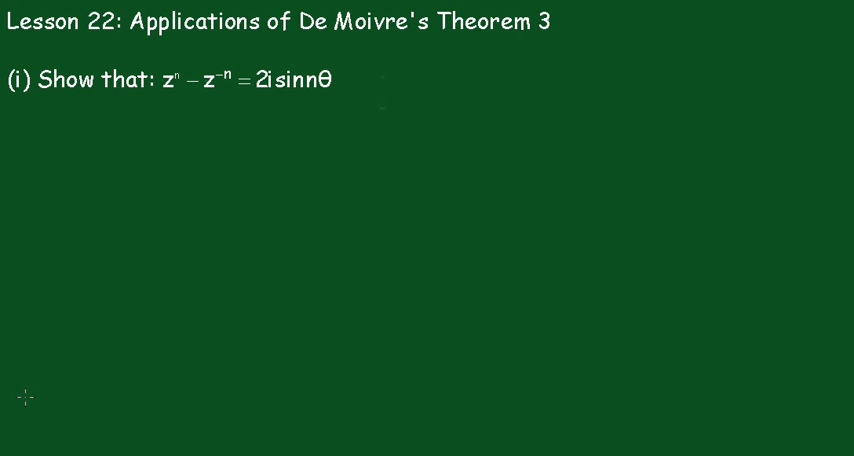 Lesson 22: Applications of De Moivre's Theorem 3
(i) Show that: zⁿ − z⁻ⁿ = 2isinnθ